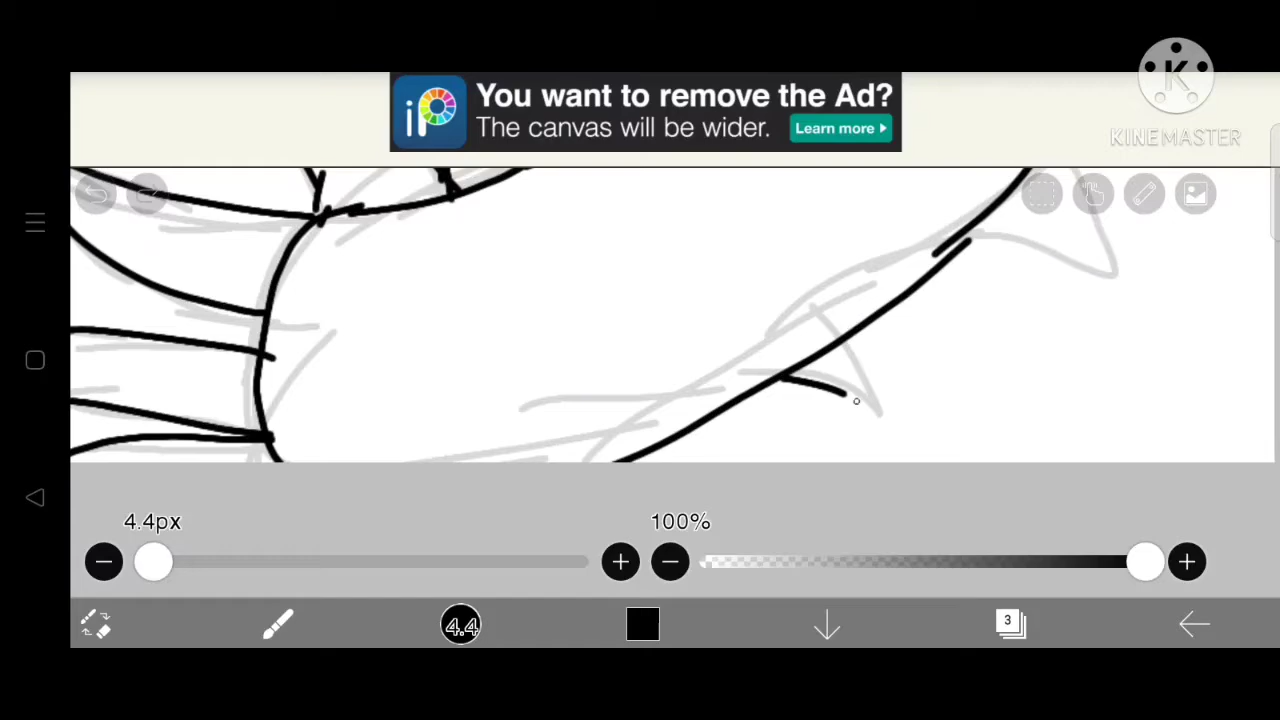 iP
You want to remove the Ad?
The canvas will be wider.
Learn more
K
KINEMASTER
4.4px
100%
4.4
3